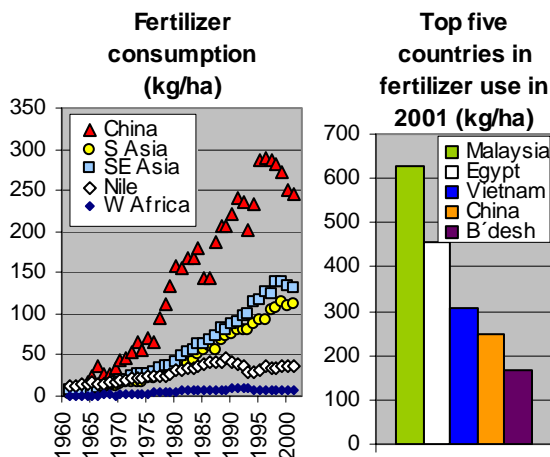 Fertilizer
consumption
(kg/ha)
350
300
250
200
150
100
50
0
China
S Asia
SE Asia
Nile
W Africa
1960
1965
1970
1975
1980
1985
1990
1995
2000
Top five
countries in
fertilizer use in
2001 (kg/ha)
700
600
500
400
300
200
100
0
Malaysia
Egypt
Vietnam
China
B´desh